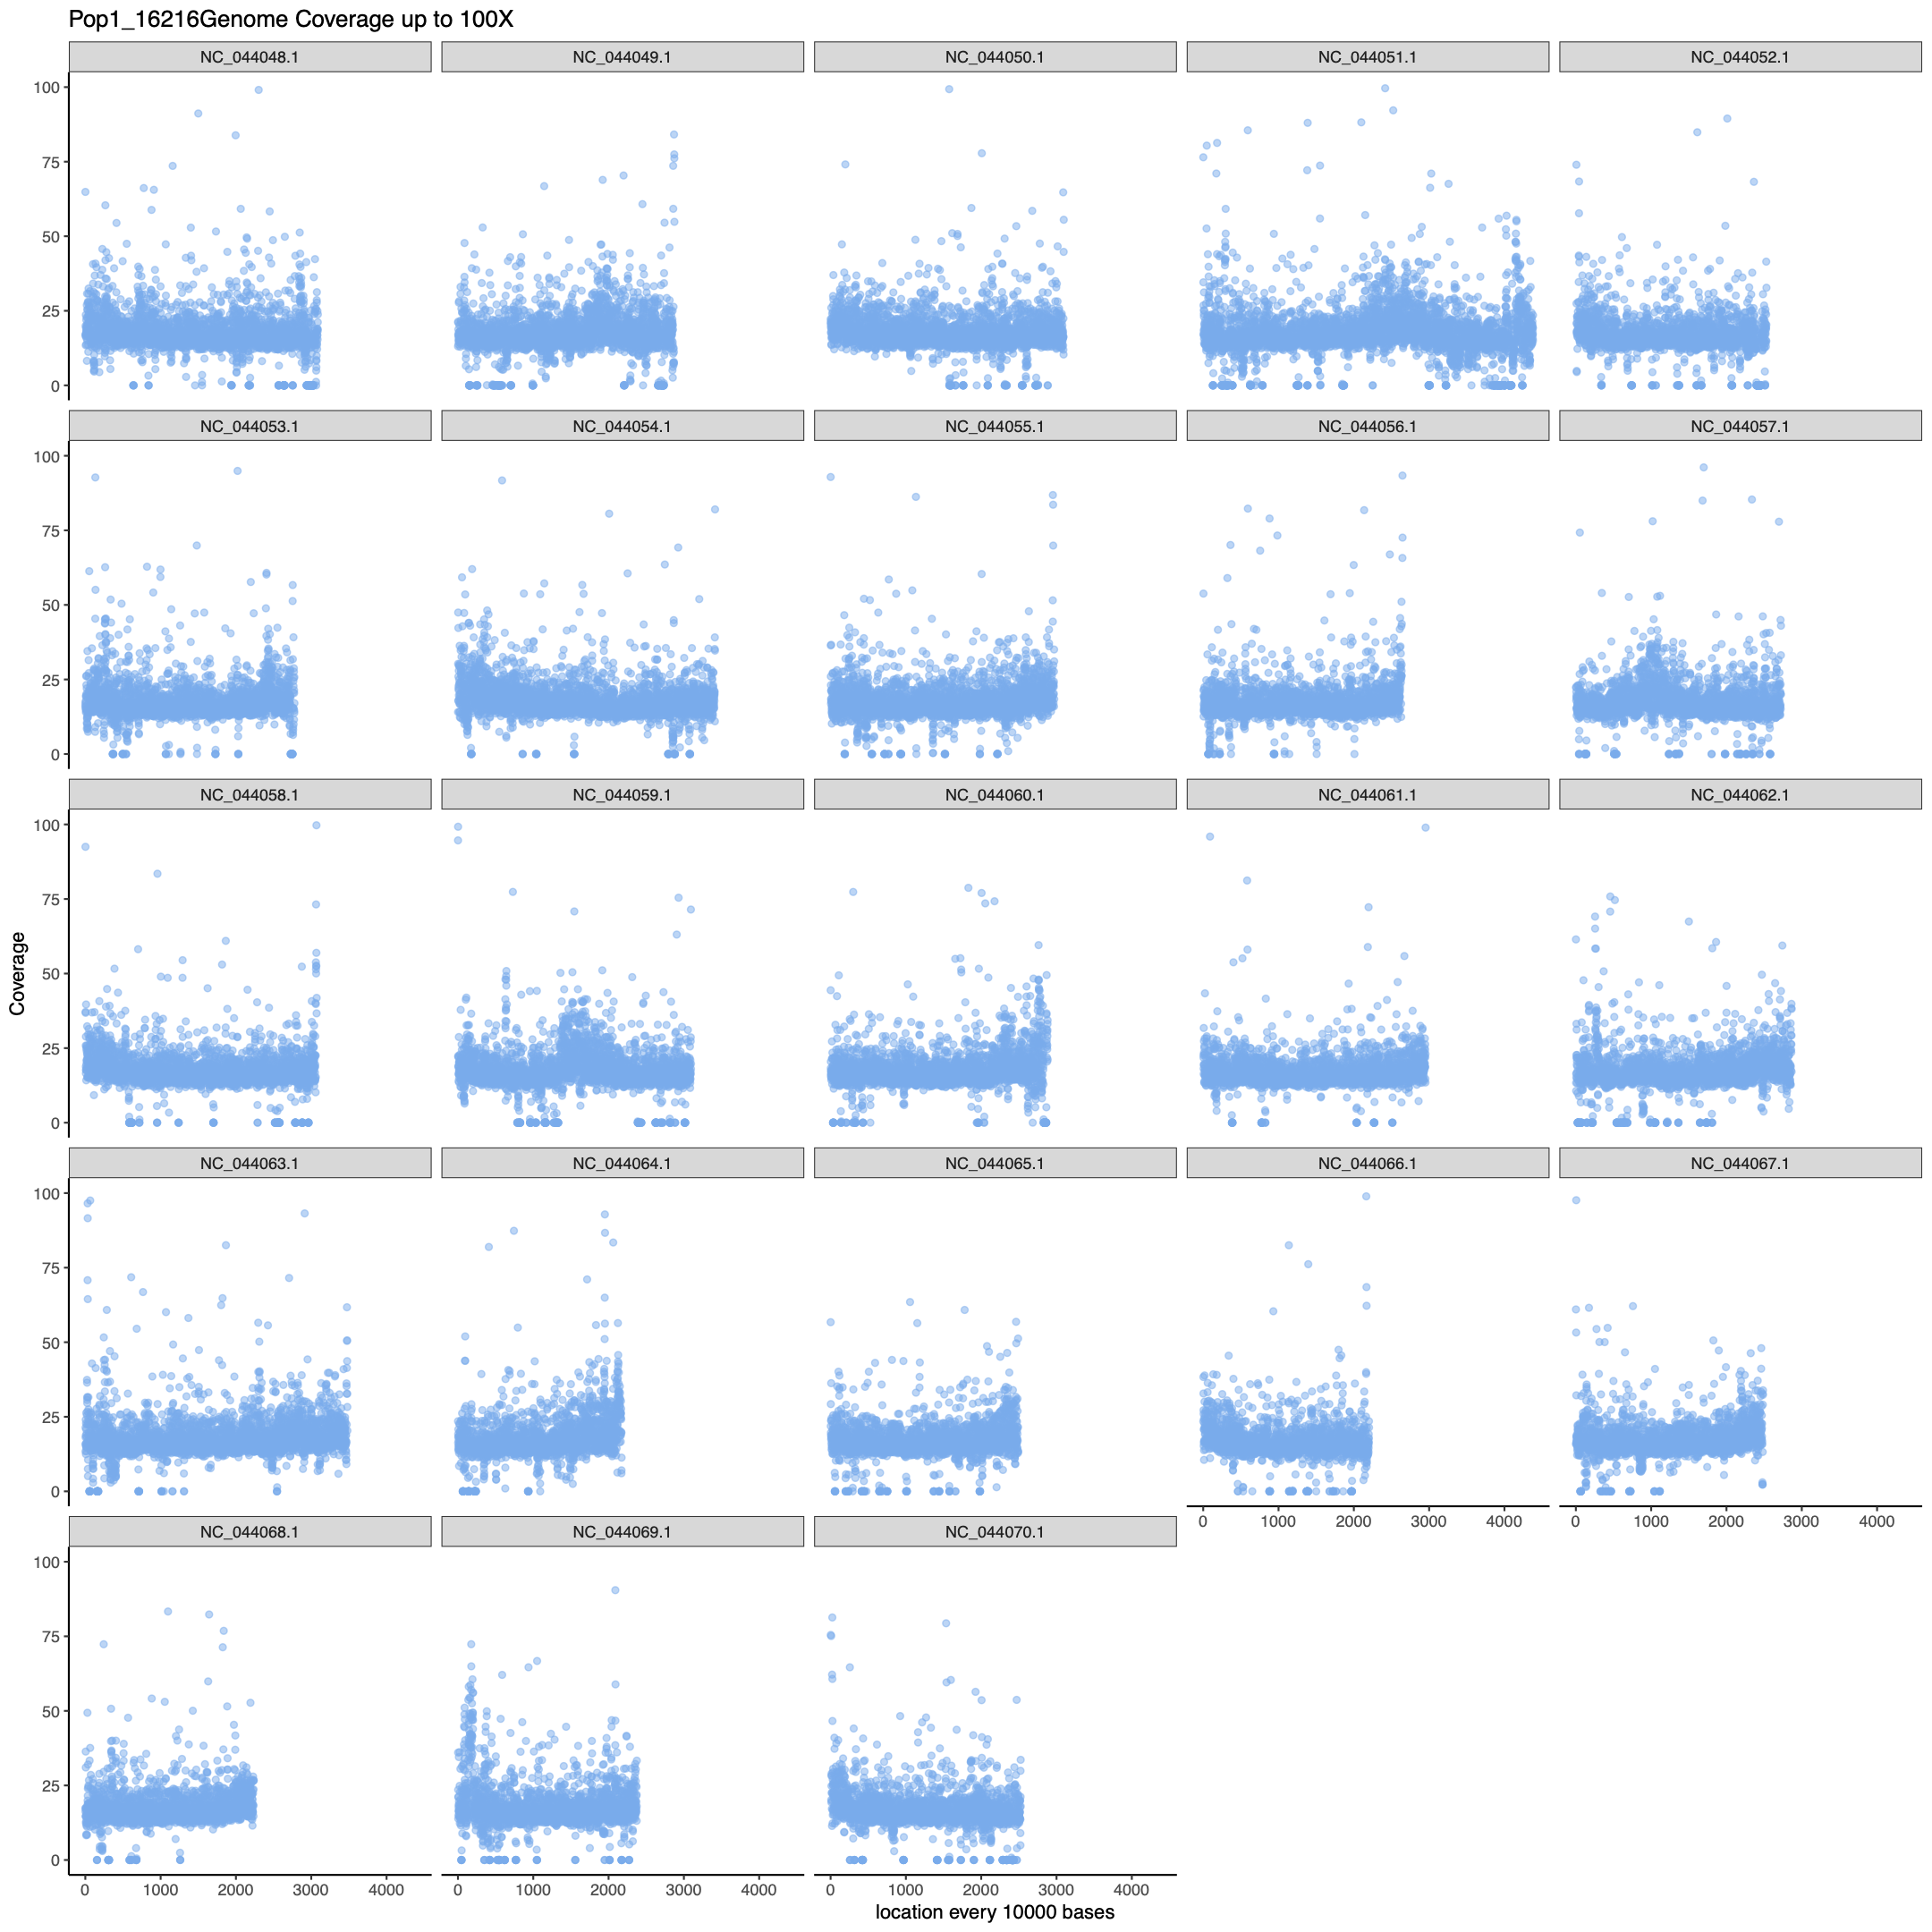 Pop1_16216Genome Coverage up to 100X
NC_044048.1 NC_044049.1 NC_044050.1 NC_044051.1 NC_044052.1
100
75
50
25
0
NC_044053.1 NC_044054.1 NC_044055.1 NC_044056.1 NC_044057.1
100
75
50
25
0
NC_044058.1 NC_044059.1 NC_044060.1 NC_044061.1 NC_044062.1
100
75
50
25
0
Coverage
NC_044063.1 NC_044064.1 NC_044065.1 NC_044066.1 NC_044067.1
100
75
50
25
0
0 1000 2000 3000 4000 0 1000 2000 3000 4000
NC_044068.1 NC_044069.1 NC_044070.1
100
75
50
25
0
0 1000 2000 3000 4000 0 1000 2000 3000 4000 0 1000 2000 3000 4000
location every 10000 bases